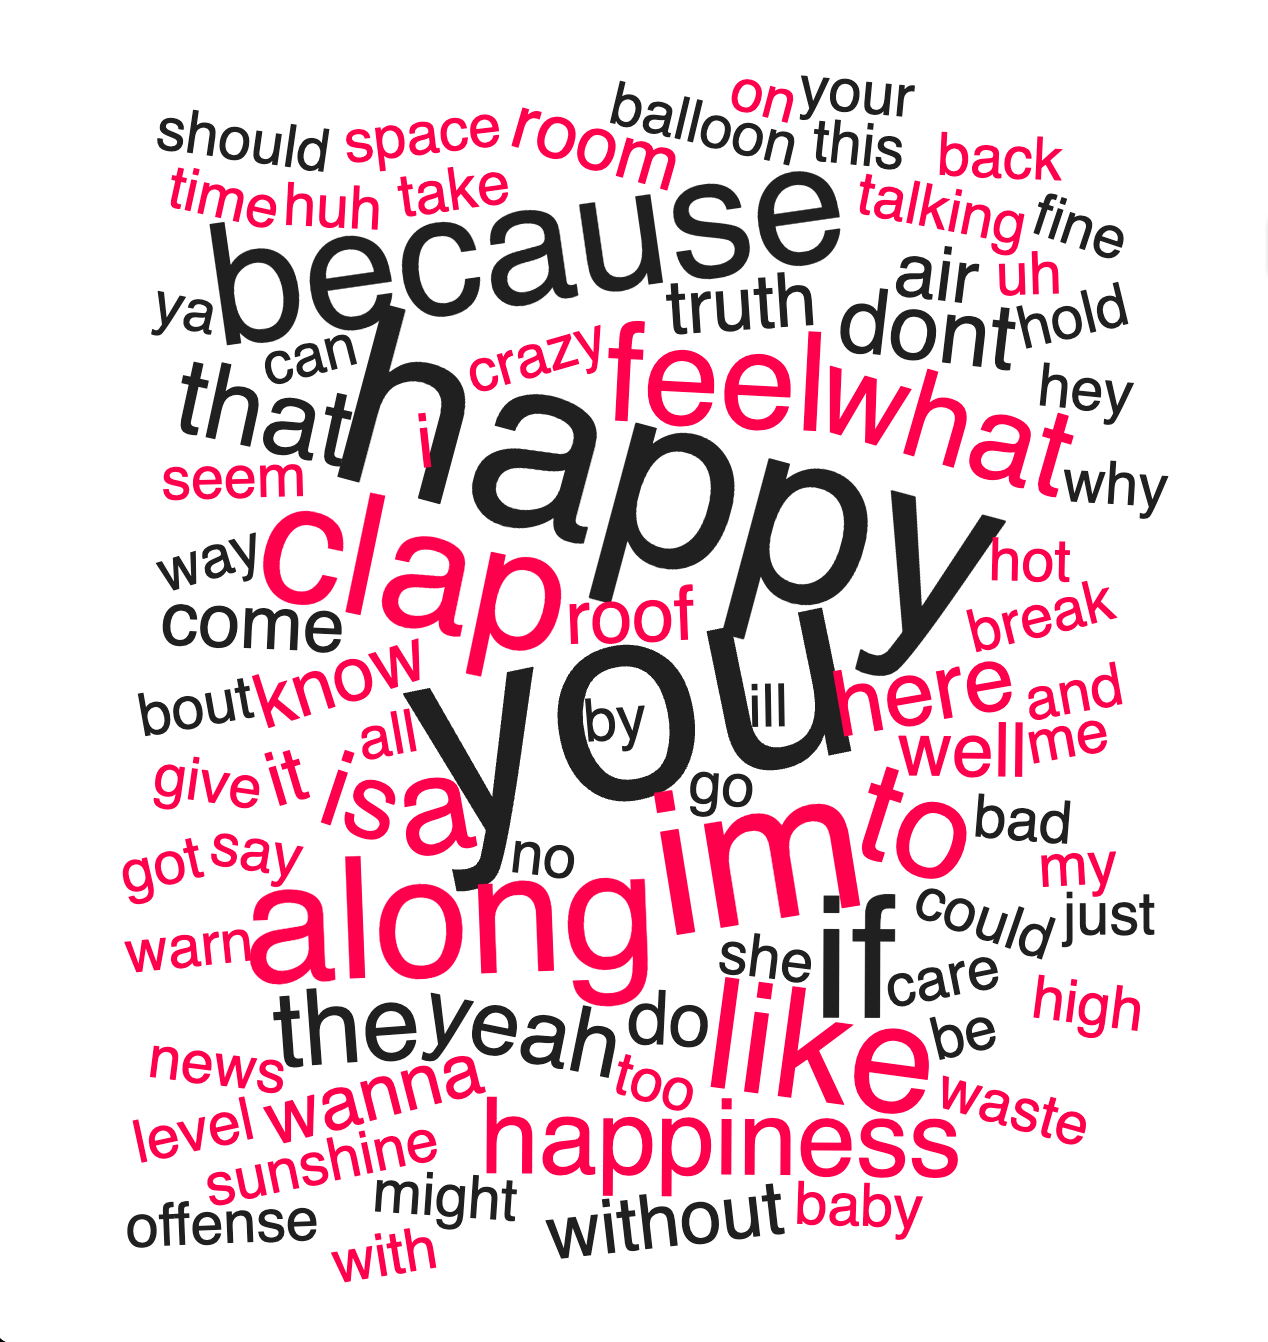 on your
balloon this
should space room back
time huh take because talking fine
air uh
ya truth dont hold
can crazy feel what hey
that happy i why
seem
way clap hot
come roof break
bout know you by ill here and
all well me
give it is a go
im to bad
got say no my
along could just
warn she if care
the yeah do like be high
news too waste
level wanna happiness
sunshine
offense might without baby
with